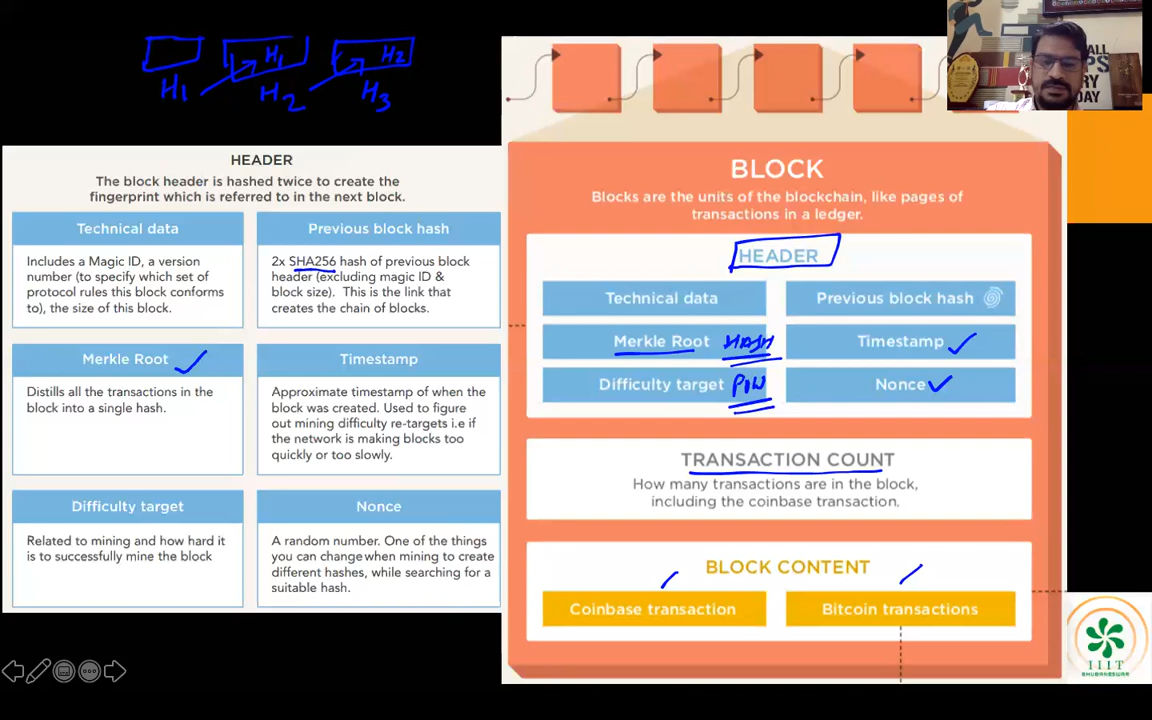 H1
H2
H1 H2 H3
HEADER
The block header is hashed twice to create the
fingerprint which is referred to in the next block.
Technical data
Includes a Magic ID, a version
number (to specify which set of
protocol rules this block conforms
to), the size of this block.
Previous block hash
2x SHA256 hash of previous block
header (excluding magic ID &
block size). This is the link that
creates the chain of blocks.
Merkle Root
Distills all the transactions in the
block into a single hash.
Timestamp
Approximate timestamp of when the
block was created. Used to figure
out mining difficulty re-targets i.e if
the network is making blocks too
quickly or too slowly.
Difficulty target
Related to mining and how hard it
is to successfully mine the block
Nonce
A random number. One of the things
you can change when mining to create
different hashes, while searching for a
suitable hash.
BLOCK
Blocks are the units of the blockchain, like pages of
transactions in a ledger.
HEADER
Technical data
Previous block hash
Merkle Root HASH
Timestamp
Difficulty target POW
Nonce
TRANSACTION COUNT
How many transactions are in the block,
including the coinbase transaction.
BLOCK CONTENT
Coinbase transaction
Bitcoin transactions
ALL
DAY
IIIT
BHUBANESWAR